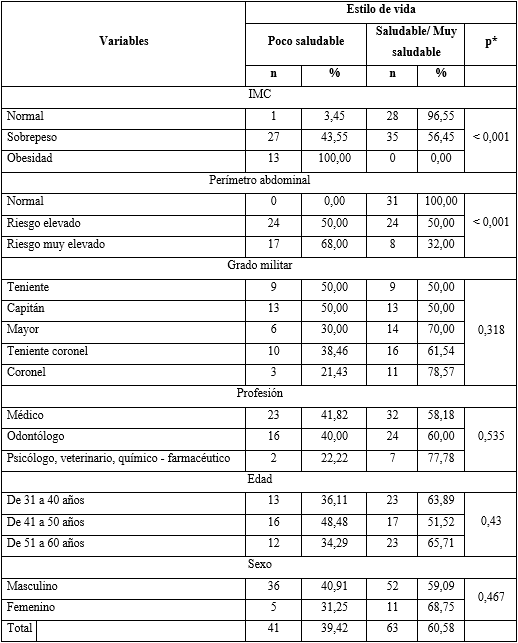 Variables Estilo de vida p*
Poco saludable Saludable/ Muy saludable
n % n %
IMC
Normal 1 3,45 28 96,55 < 0,001
Sobrepeso 27 43,55 35 56,45
Obesidad 13 100,00 0 0,00
Perímetro abdominal
Normal 0 0,00 31 100,00 < 0,001
Riesgo elevado 24 50,00 24 50,00
Riesgo muy elevado 17 68,00 8 32,00
Grado militar
Teniente 9 50,00 9 50,00 0,318
Capitán 13 50,00 13 50,00
Mayor 6 30,00 14 70,00
Teniente coronel 10 38,46 16 61,54
Coronel 3 21,43 11 78,57
Profesión
Médico 23 41,82 32 58,18 0,535
Odontólogo 16 40,00 24 60,00
Psicólogo, veterinario, químico - farmacéutico 2 22,22 7 77,78
Edad
De 31 a 40 años 13 36,11 23 63,89 0,43
De 41 a 50 años 16 48,48 17 51,52
De 51 a 60 años 12 34,29 23 65,71
Sexo
Masculino 36 40,91 52 59,09 0,467
Femenino 5 31,25 11 68,75
Total 41 39,42 63 60,58